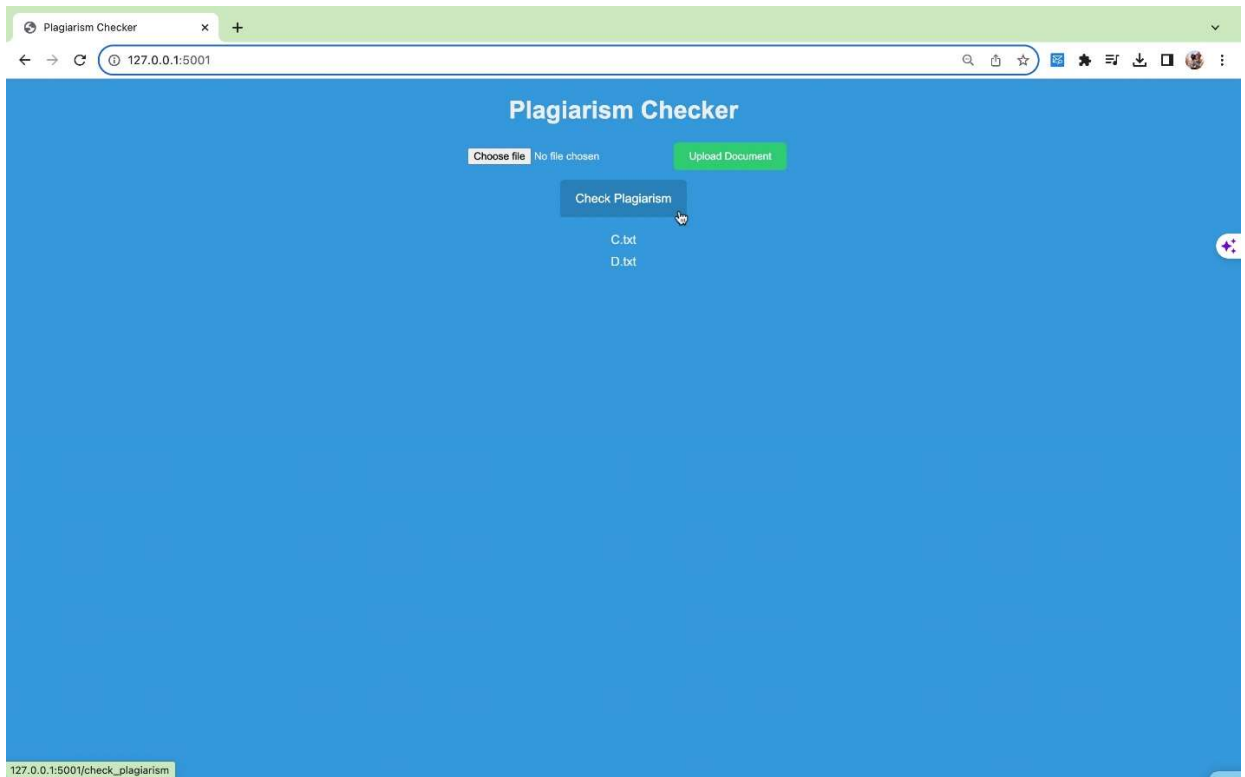 Plagiarism Checker
127.0.0.1:5001
Plagiarism Checker
Choose file No file chosen Upload Document
Check Plagiarism
C.txt
D.txt
127.0.0.1:5001/check_plagiarism